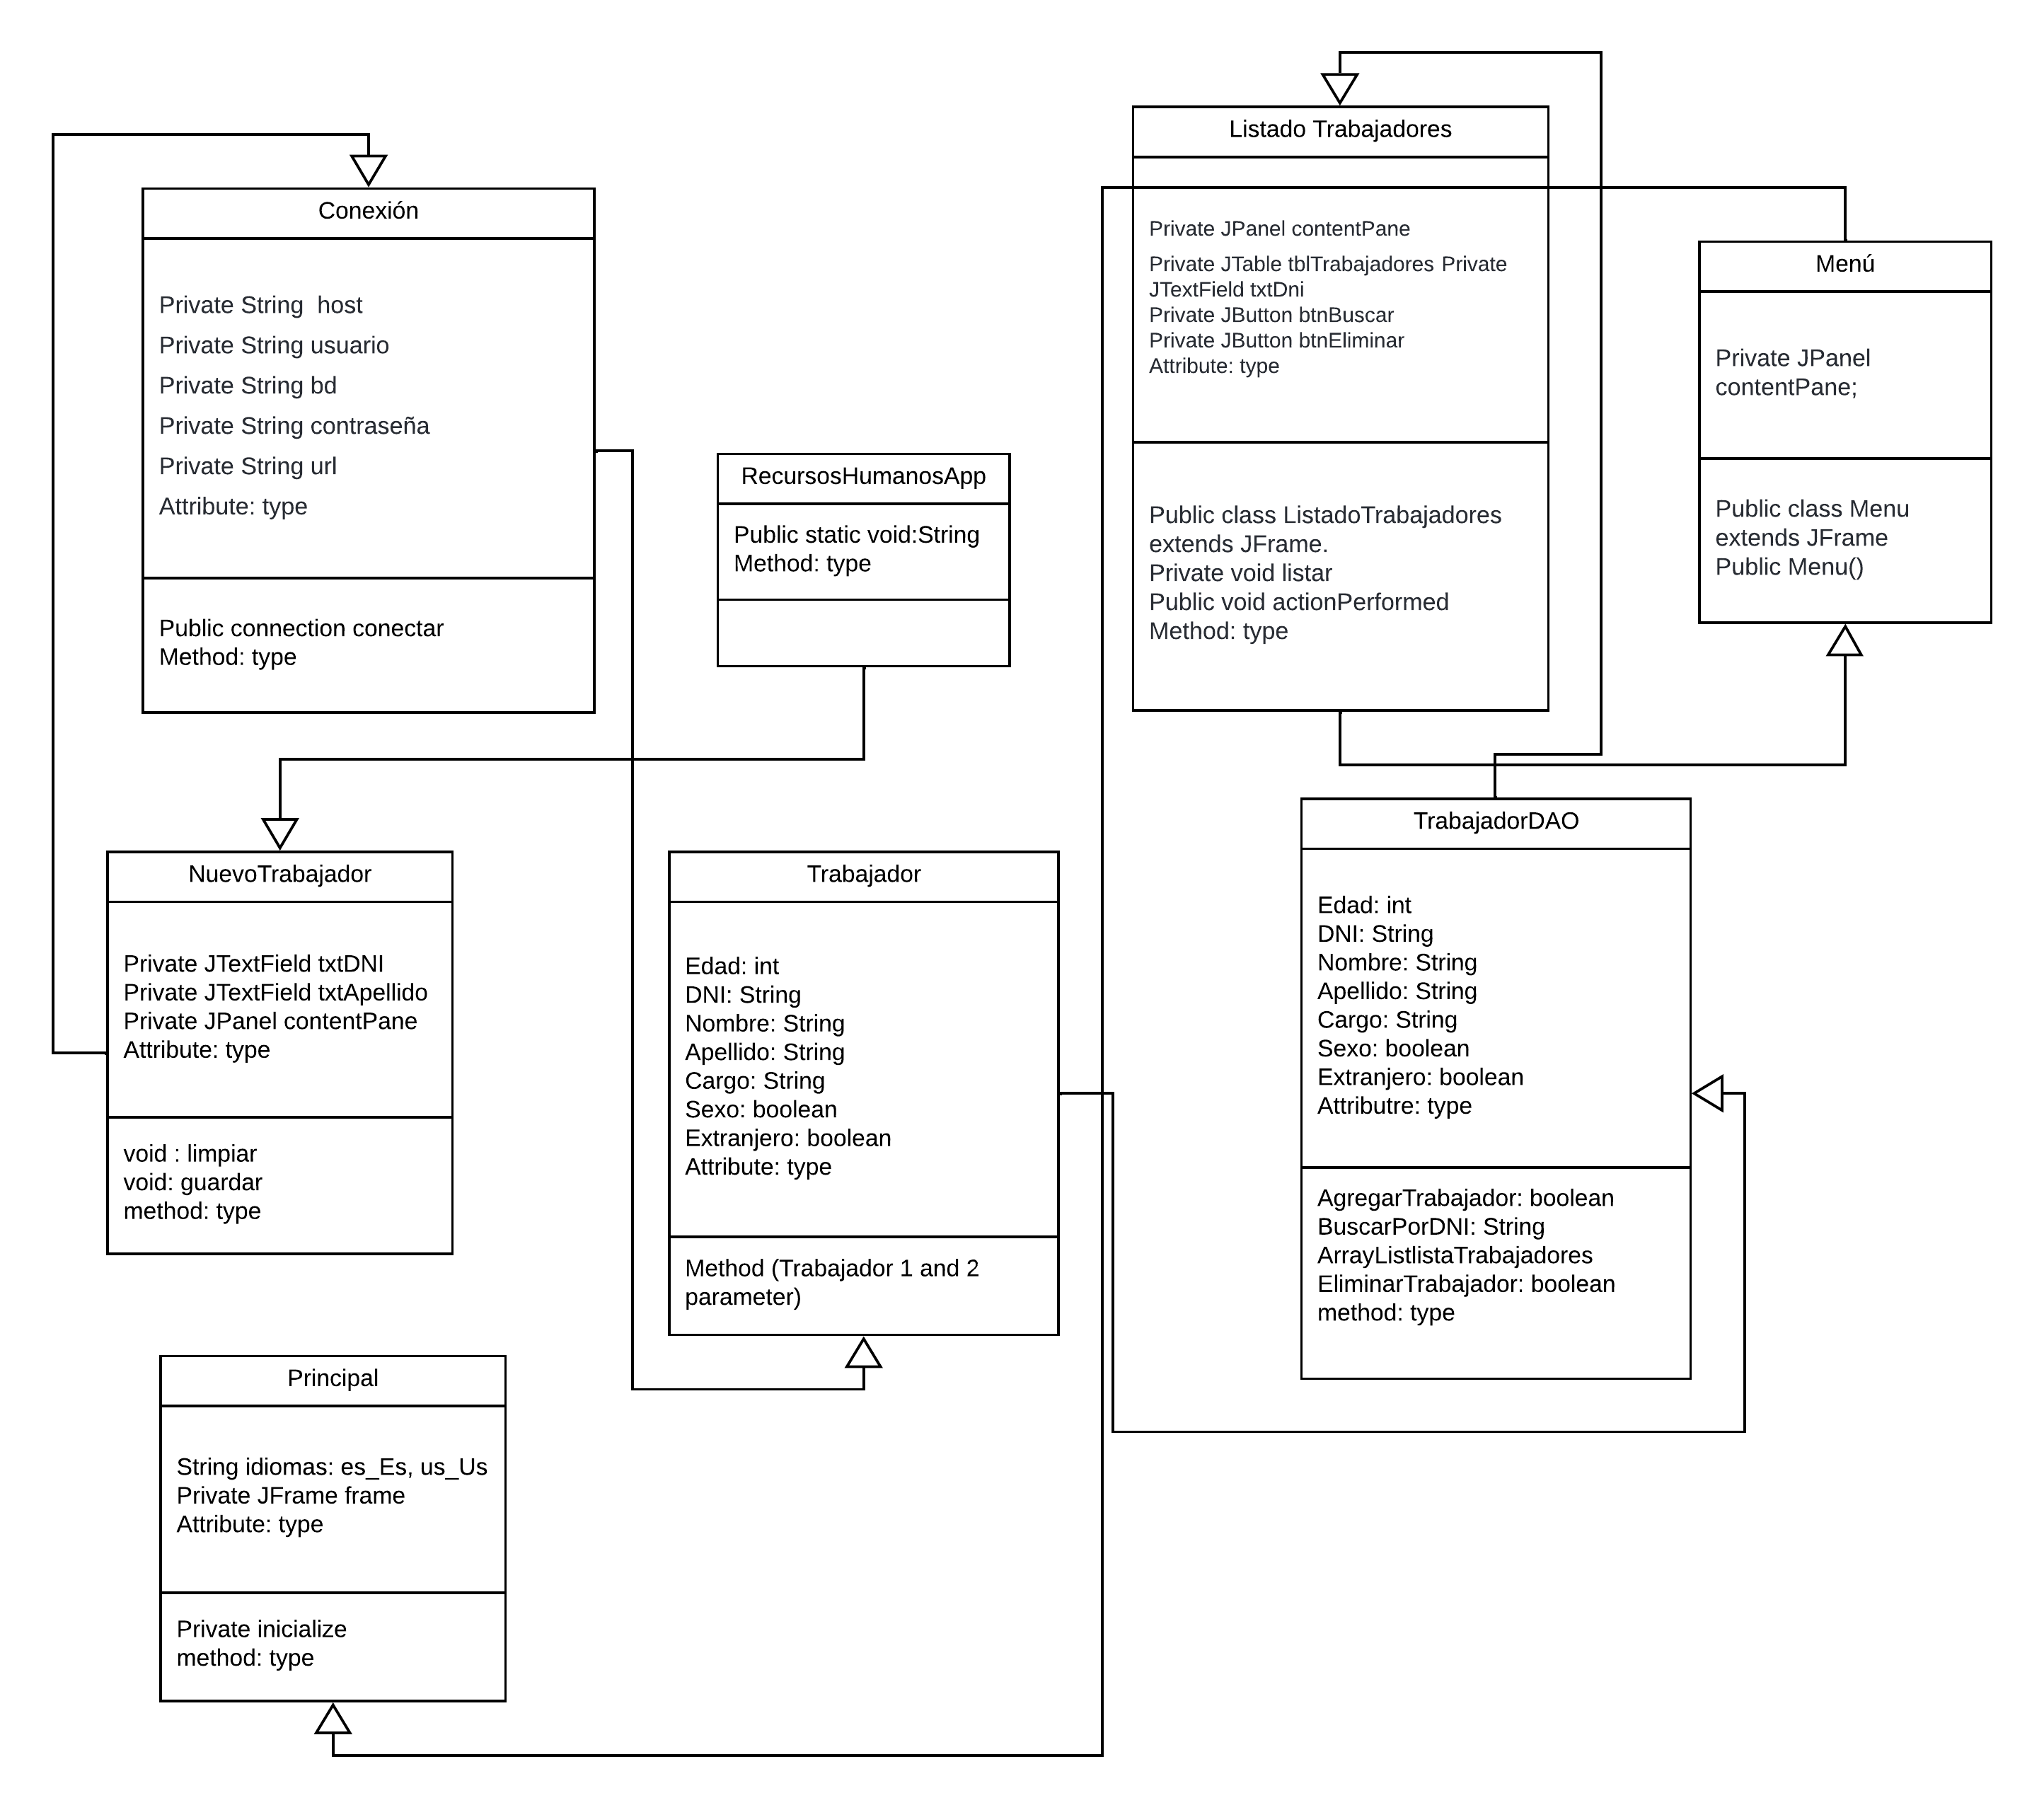 Listado Trabajadores
Private JPanel contentPane
Private JTable tblTrabajadores Private
JTextField txtDni
Private JButton btnBuscar
Private JButton btnEliminar
Attribute: type
Public class ListadoTrabajadores
extends JFrame.
Private void listar
Public void actionPerformed
Method: type
Conexión
Private String  host
Private String usuario
Private String bd
Private String contraseña
Private String url
Attribute: type
Public connection conectar
Method: type
Menú
Private JPanel
contentPane;
Public class Menu
extends JFrame
Public Menu()
RecursosHumanosApp
Public static void:String
Method: type
NuevoTrabajador
Private JTextField txtDNI
Private JTextField txtApellido
Private JPanel contentPane
Attribute: type
void : limpiar
void: guardar
method: type
Trabajador
Edad: int
DNI: String
Nombre: String
Apellido: String
Cargo: String
Sexo: boolean
Extranjero: boolean
Attribute: type
Method (Trabajador 1 and 2
parameter)
TrabajadorDAO
Edad: int
DNI: String
Nombre: String
Apellido: String
Cargo: String
Sexo: boolean
Extranjero: boolean
Attributre: type
AgregarTrabajador: boolean
BuscarPorDNI: String
ArrayListlistaTrabajadores
EliminarTrabajador: boolean
method: type
Principal
String idiomas: es_Es, us_Us
Private JFrame frame
Attribute: type
Private inicialize
method: type